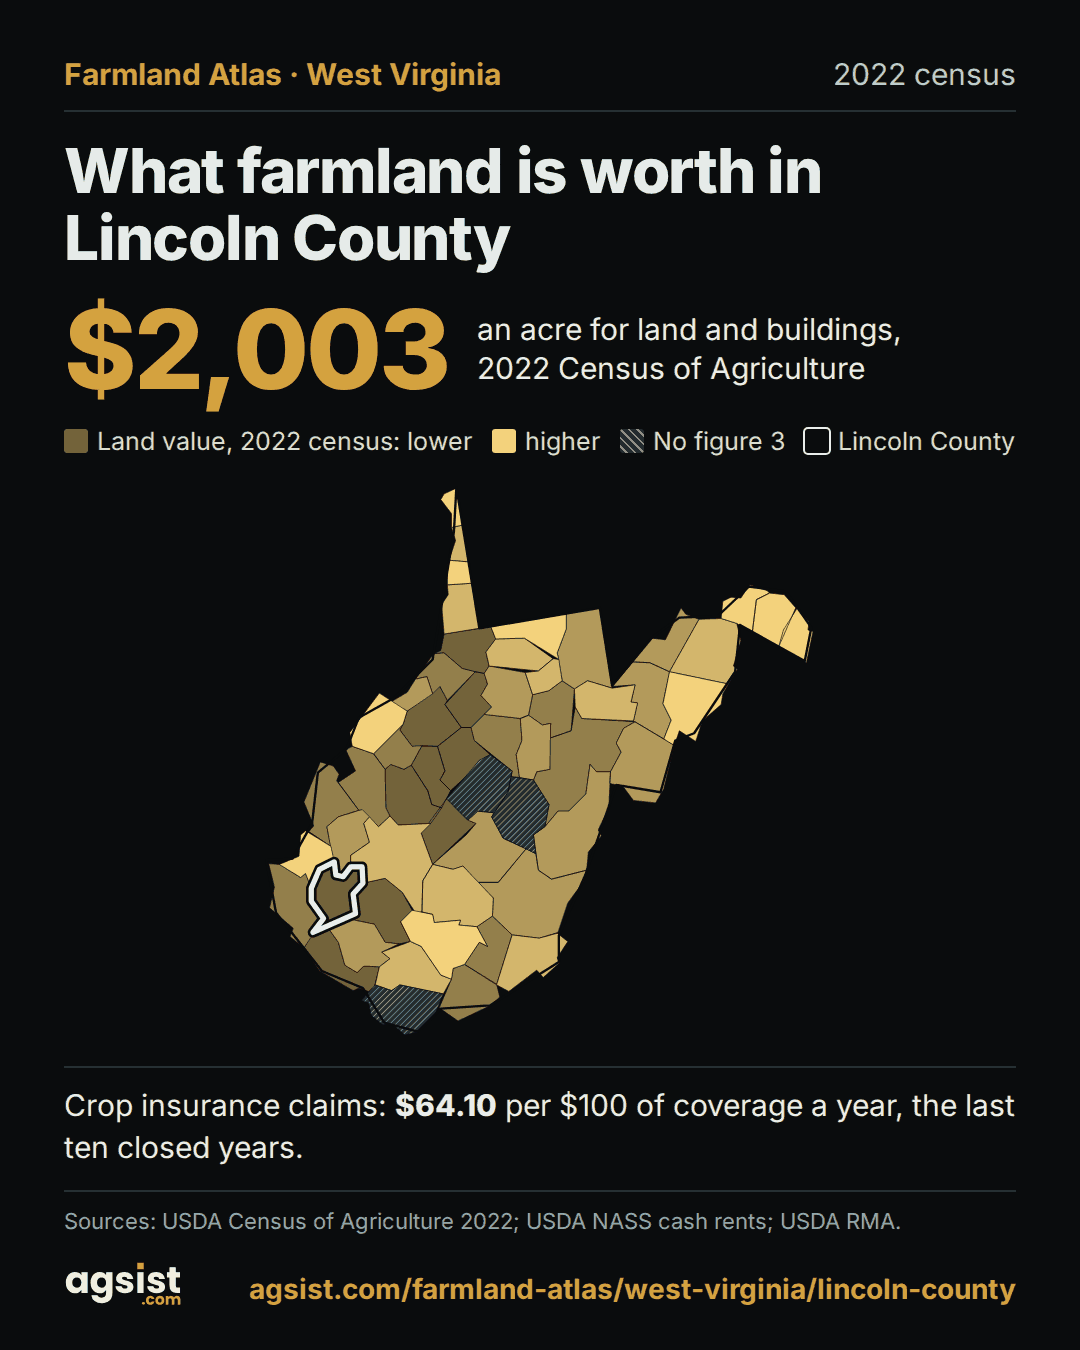 Farmland Atlas · West Virginia
2022 census
What farmland is worth in
Lincoln County
$2,003
an acre for land and buildings,
2022 Census of Agriculture
Land value, 2022 census: lower
higher
No figure 3
Lincoln County
Crop insurance claims: $64.10 per $100 of coverage a year, the last
ten closed years.
Sources: USDA Census of Agriculture 2022; USDA NASS cash rents; USDA RMA.
agsist
.com
agsist.com/farmland-atlas/west-virginia/lincoln-county